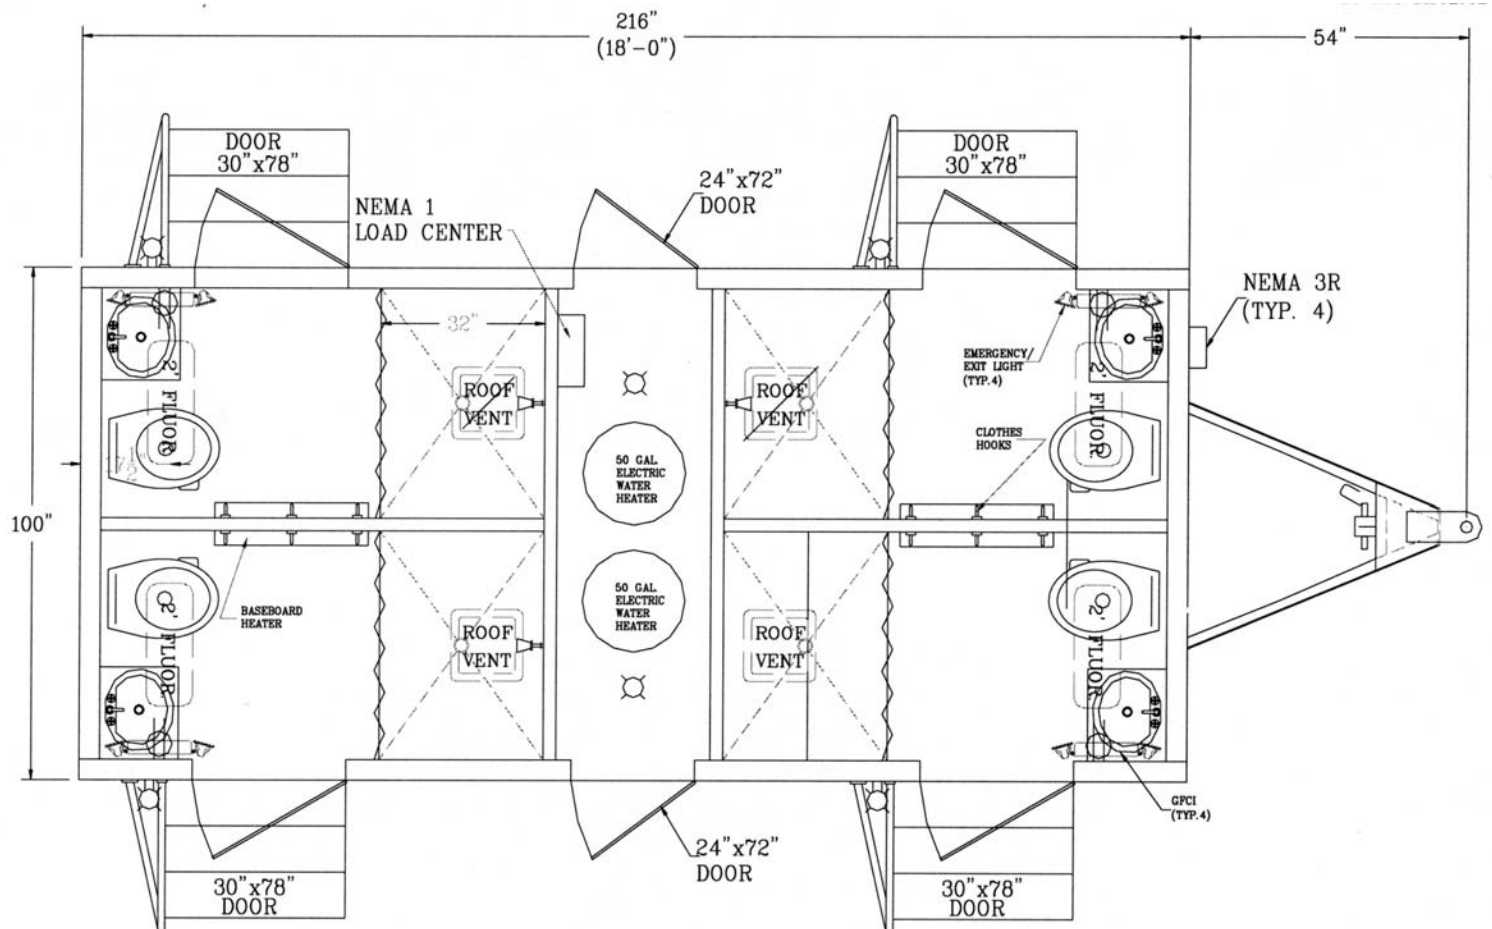 216"
(18'-0")
54"
DOOR
30"x78"
DOOR
30"x78"
24"x72"
DOOR
NEMA 1
LOAD CENTER
NEMA 3R
(TYP. 4)
32"
EMERGENCY/
EXIT LIGHT
(TYP.4)
2' FLUOR.
2' FLUOR.
ROOF
VENT
ROOF
VENT
CLOTHES
HOOKS
50 GAL.
ELECTRIC
WATER
HEATER
17½"
100"
50 GAL.
ELECTRIC
WATER
HEATER
BASEBOARD
HEATER
2' FLUOR.
2' FLUOR.
ROOF
VENT
ROOF
VENT
GFCI
(TYP.4)
24"x72"
DOOR
30"x78"
DOOR
30"x78"
DOOR